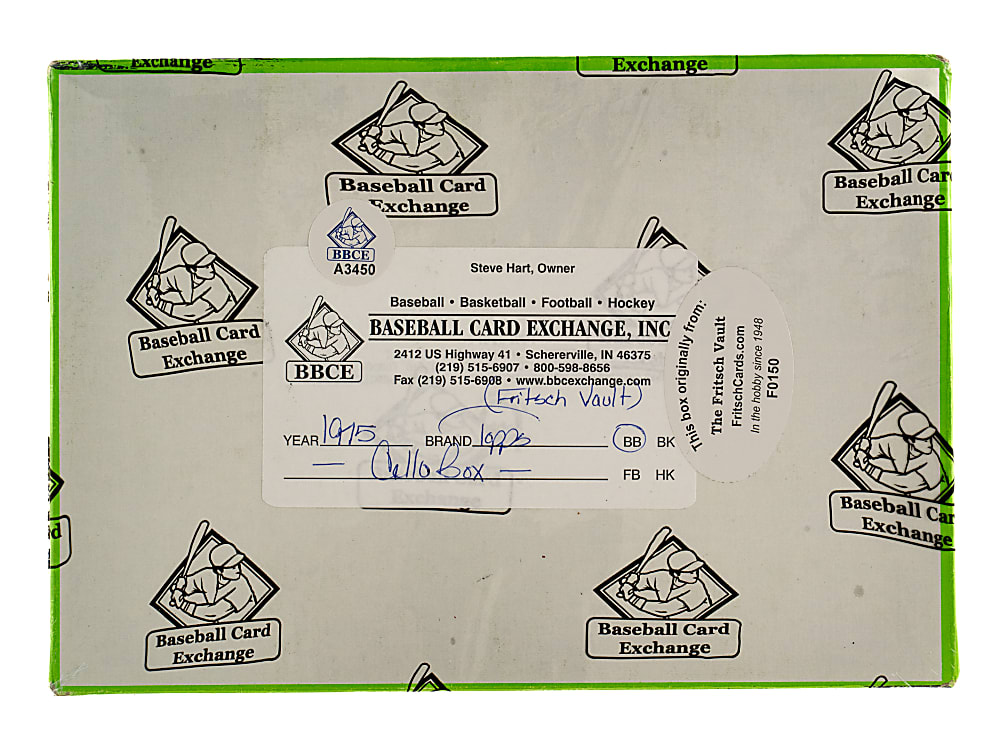 Exchange
Exchange
Baseball Card
Exchange
Baseball Card
Exchange
BBCE
A3450
Steve Hart, Owner
Baseball • Basketball • Football • Hockey
BASEBALL CARD EXCHANGE, INC
BBCE
2412 US Highway 41 • Schererville, IN 46375
(219) 515-6907 • 800-598-8656
Fax (219) 515-6908 • www.bbcexchange.com
(Fritsch Vault)
YEAR 1975 BRAND Topps BB BK
— Cello Box — FB HK
This box originally from:
The Fritsch Vault
FritschCards.com
In the hobby since 1948
F0150
Baseball Card
Exchange
Exchange
Baseball Car
Exchange
Baseball Card
Exchange
Baseball Card
Exchange